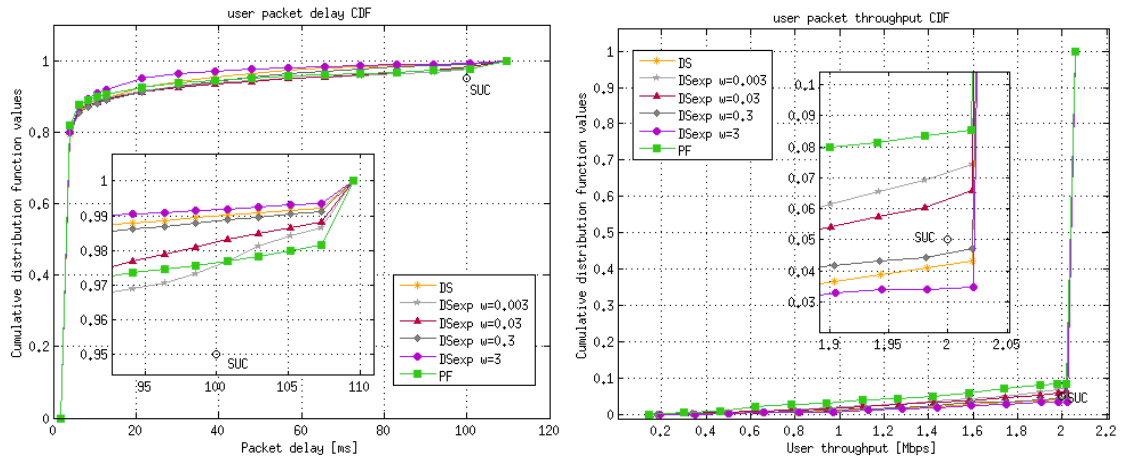 user packet delay CDF
Cumulative distribution function values
1
0.8
0.6
0.4
0.2
0
0
20
40
60
80
100
120
Packet delay [ms]
SUC
1
0.99
0.98
0.97
0.96
0.95
95
100
105
110
SUC
DS
DSexp w=0.003
DSexp w=0.03
DSexp w=0.3
DSexp w=3
PF
user packet throughput CDF
Cumulative distribution function values
1
0.9
0.8
0.7
0.6
0.5
0.4
0.3
0.2
0.1
0
0.2
0.4
0.6
0.8
1
1.2
1.4
1.6
1.8
2
2.2
User throughput [Mbps]
DS
DSexp w=0.003
DSexp w=0.03
DSexp w=0.3
DSexp w=3
PF
0.1
0.09
0.08
0.07
0.06
0.05
0.04
0.03
1.9
1.95
2
2.05
SUC
SUC